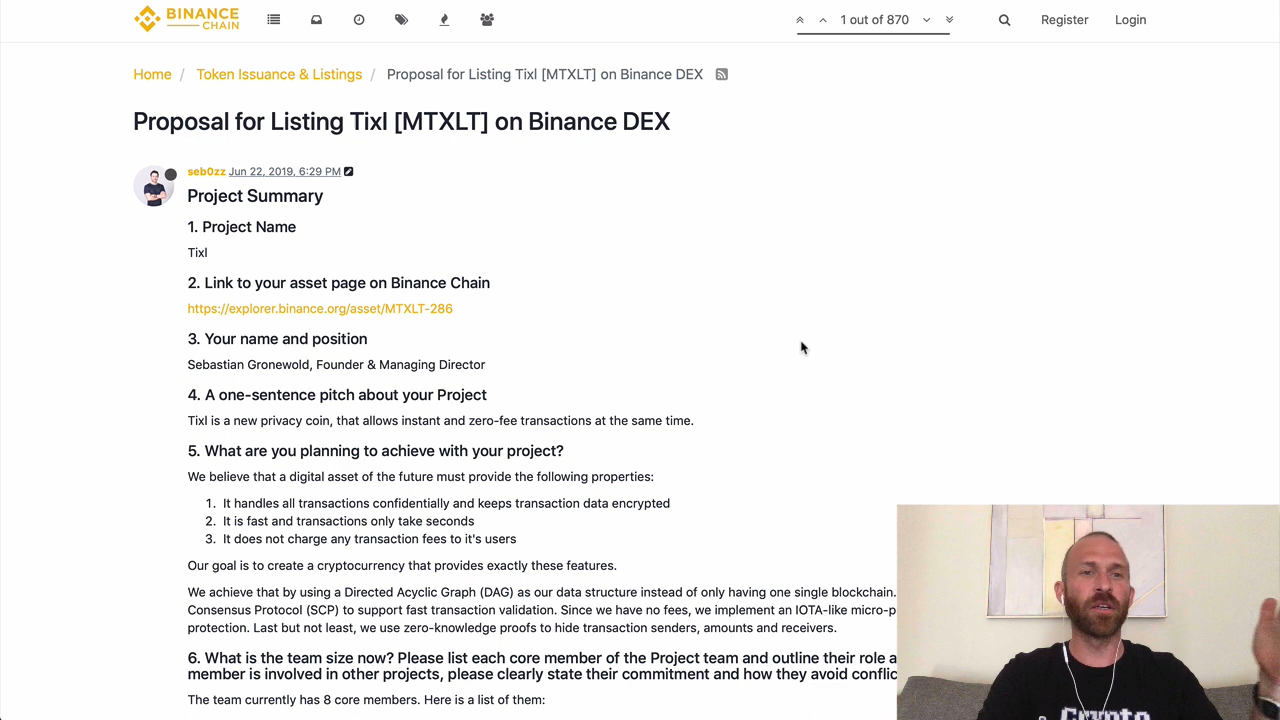 BINANCE
CHAIN
1 out of 870
Register
Login
Home / Token Issuance & Listings / Proposal for Listing Tixl [MTXLT] on Binance DEX
Proposal for Listing Tixl [MTXLT] on Binance DEX
seb0zz Jun 22, 2019, 6:29 PM
Project Summary
1. Project Name
Tixl
2. Link to your asset page on Binance Chain
https://explorer.binance.org/asset/MTXLT-286
3. Your name and position
Sebastian Gronewold, Founder & Managing Director
4. A one-sentence pitch about your Project
Tixl is a new privacy coin, that allows instant and zero-fee transactions at the same time.
5. What are you planning to achieve with your project?
We believe that a digital asset of the future must provide the following properties:
1. It handles all transactions confidentially and keeps transaction data encrypted
2. It is fast and transactions only take seconds
3. It does not charge any transaction fees to it's users
Our goal is to create a cryptocurrency that provides exactly these features.
We achieve that by using a Directed Acyclic Graph (DAG) as our data structure instead of only having one single blockchain.
Consensus Protocol (SCP) to support fast transaction validation. Since we have no fees, we implement an IOTA-like micro-p
protection. Last but not least, we use zero-knowledge proofs to hide transaction senders, amounts and receivers.
6. What is the team size now? Please list each core member of the Project team and outline their role a
member is involved in other projects, please clearly state their commitment and how they avoid conflic
The team currently has 8 core members. Here is a list of them:
Crypto